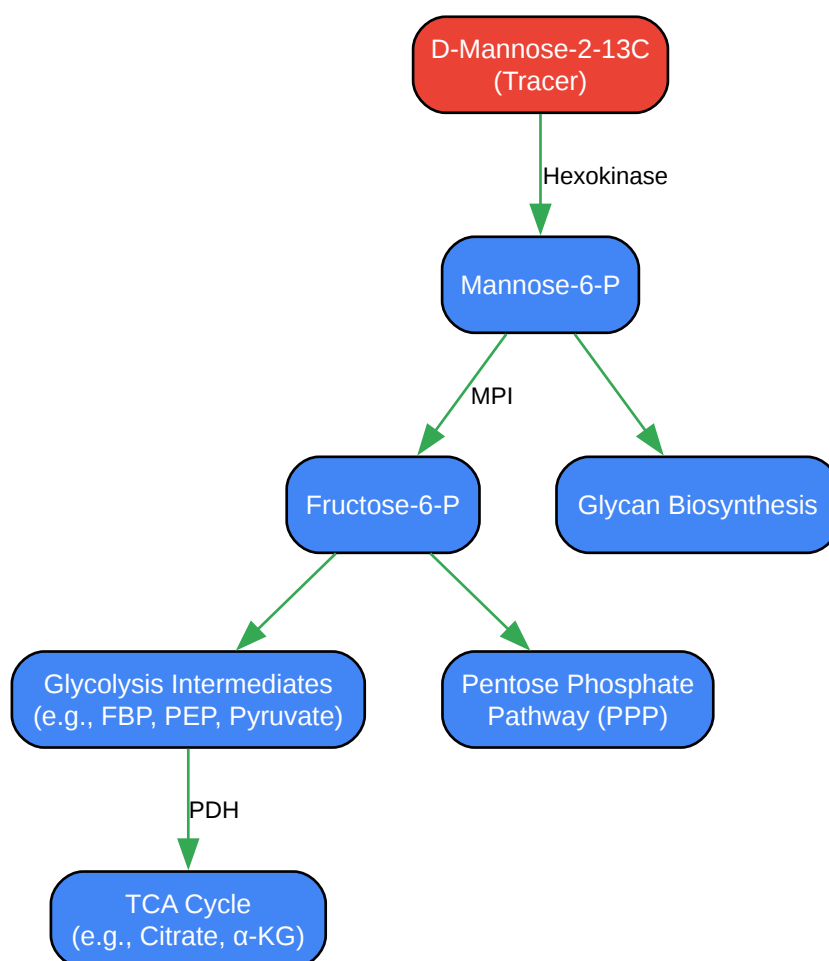 D-Mannose-2-13C
(Tracer)
Hexokinase
Mannose-6-P
MPI
Fructose-6-P
Glycan Biosynthesis
Glycolysis Intermediates
(e.g., FBP, PEP, Pyruvate)
Pentose Phosphate
Pathway (PPP)
PDH
TCA Cycle
(e.g., Citrate, α-KG)